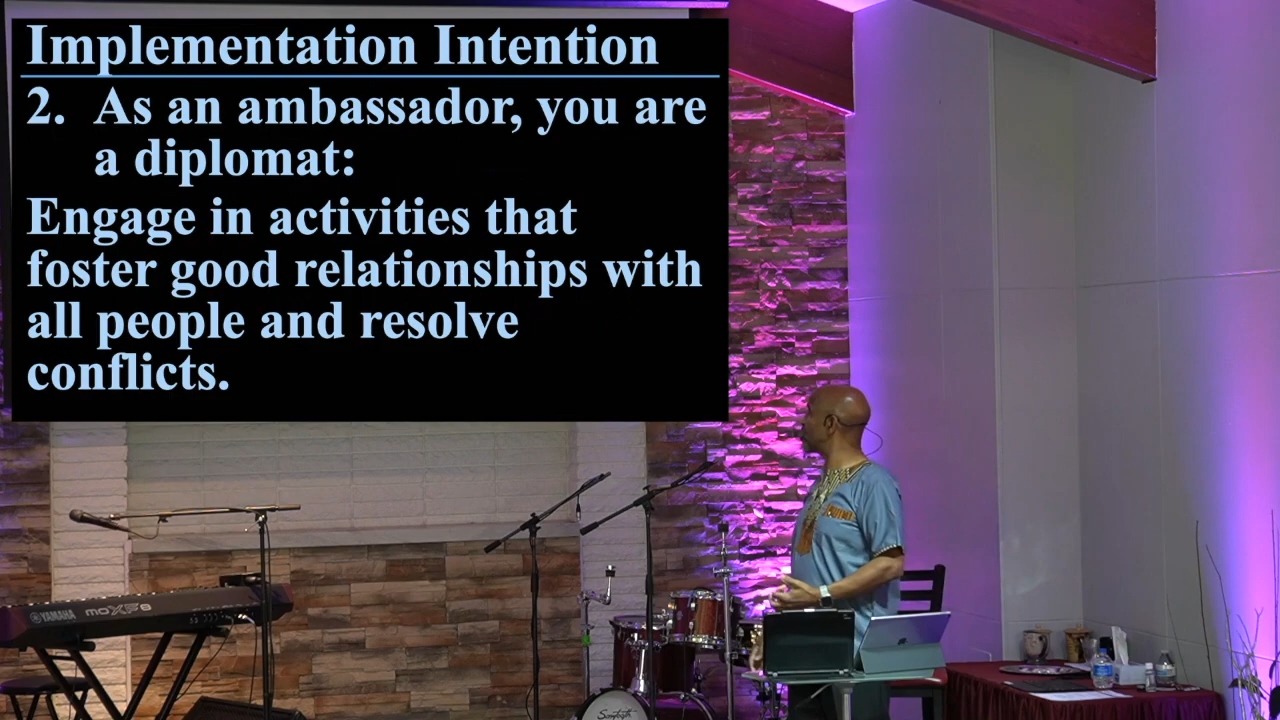 Implementation Intention
2. As an ambassador, you are
a diplomat:
Engage in activities that
foster good relationships with
all people and resolve
conflicts.
YAMAHA MOXF8